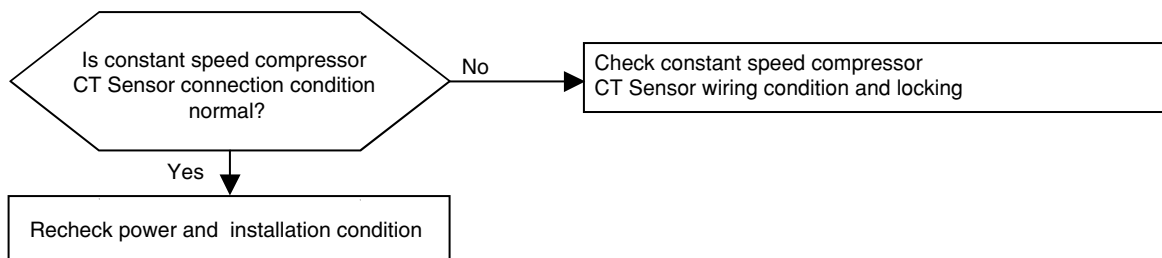 Is constant speed compressor
CT Sensor connection condition
normal?
No
Check constant speed compressor
CT Sensor wiring condition and locking
Yes
Recheck power and installation condition